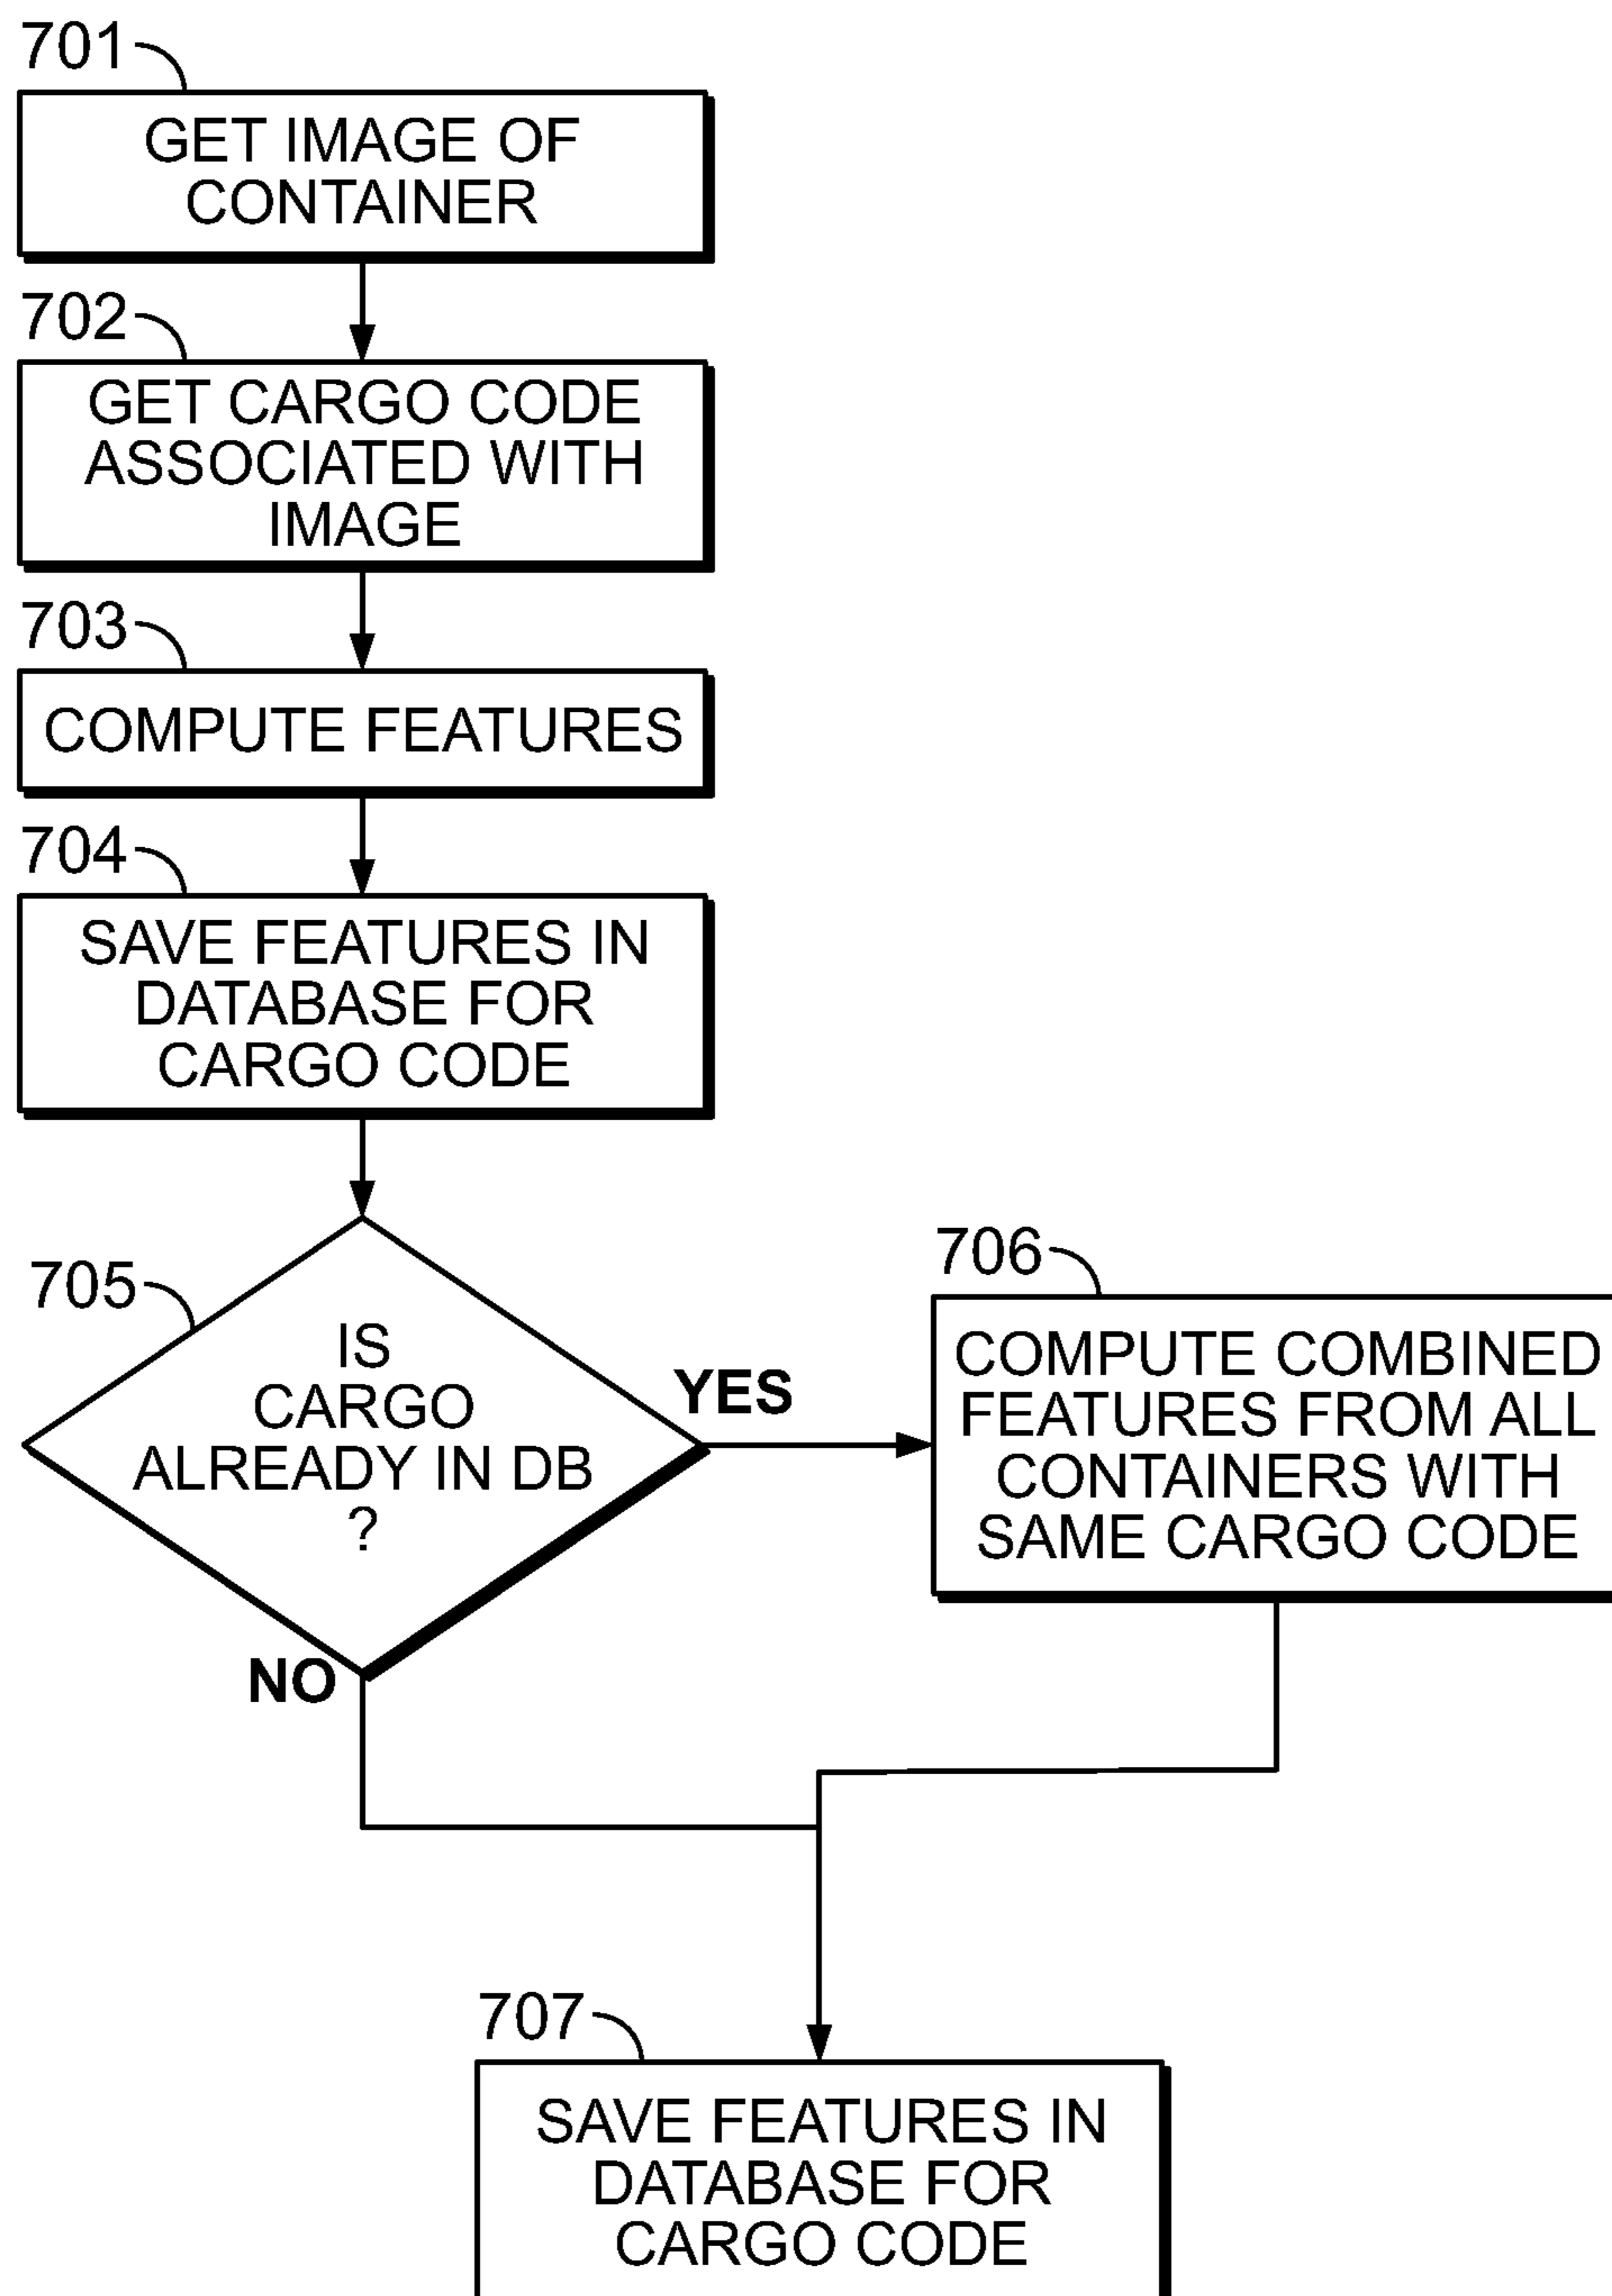 701
GET IMAGE OF
CONTAINER
702
GET CARGO CODE
ASSOCIATED WITH
IMAGE
703
COMPUTE FEATURES
704
SAVE FEATURES IN
DATABASE FOR
CARGO CODE
705
IS
CARGO
ALREADY IN DB
?
YES
NO
706
COMPUTE COMBINED
FEATURES FROM ALL
CONTAINERS WITH
SAME CARGO CODE
707
SAVE FEATURES IN
DATABASE FOR
CARGO CODE